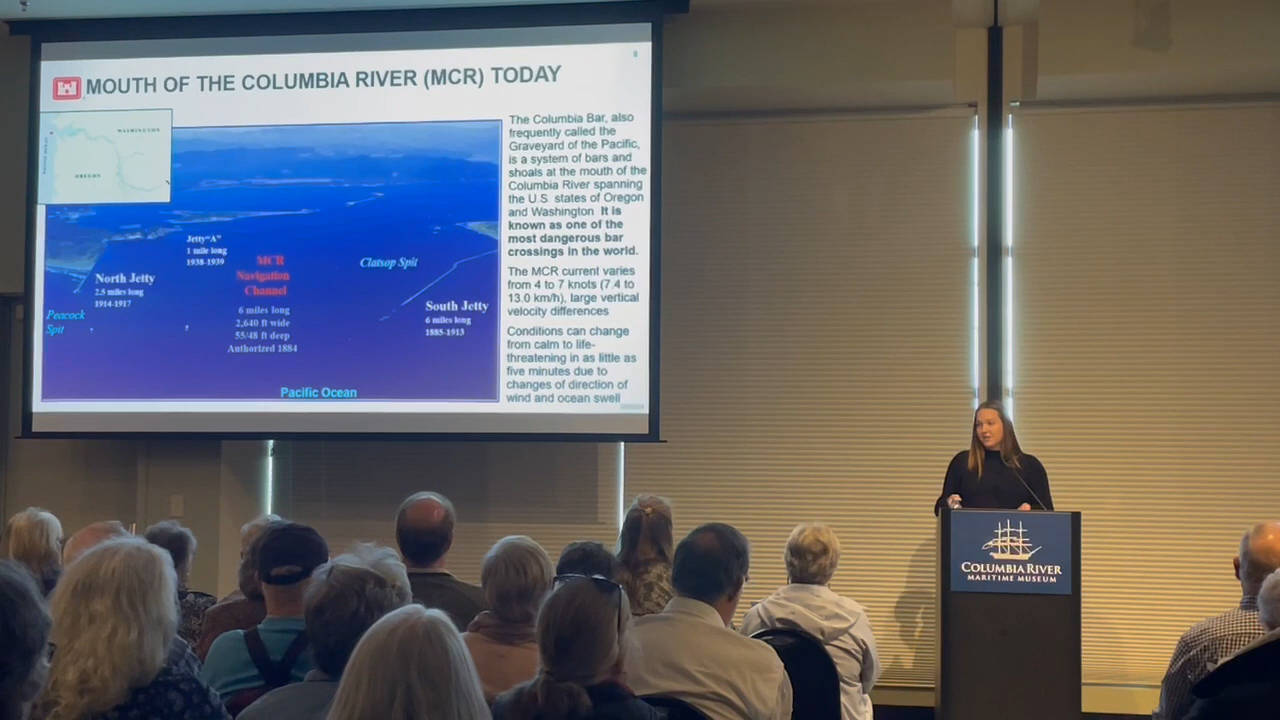 8
MOUTH OF THE COLUMBIA RIVER (MCR) TODAY
WASHINGTON
OREGON
Jetty"A"
1 mile long
1938-1939
North Jetty
2.5 miles long
1914-1917
Peacock
Spit
MCR
Navigation
Channel
6 miles long
2,640 ft wide
55/48 ft deep
Authorized 1884
Clatsop Spit
South Jetty
6 miles long
1885-1913
Pacific Ocean
The Columbia Bar, also
frequently called the
Graveyard of the Pacific,
is a system of bars and
shoals at the mouth of the
Columbia River spanning
the U.S. states of Oregon
and Washington It is
known as one of the
most dangerous bar
crossings in the world.
The MCR current varies
from 4 to 7 knots (7.4 to
13.0 km/h), large vertical
velocity differences
Conditions can change
from calm to life-
threatening in as little as
five minutes due to
changes of direction of
wind and ocean swell
COLUMBIA RIVER
MARITIME MUSEUM